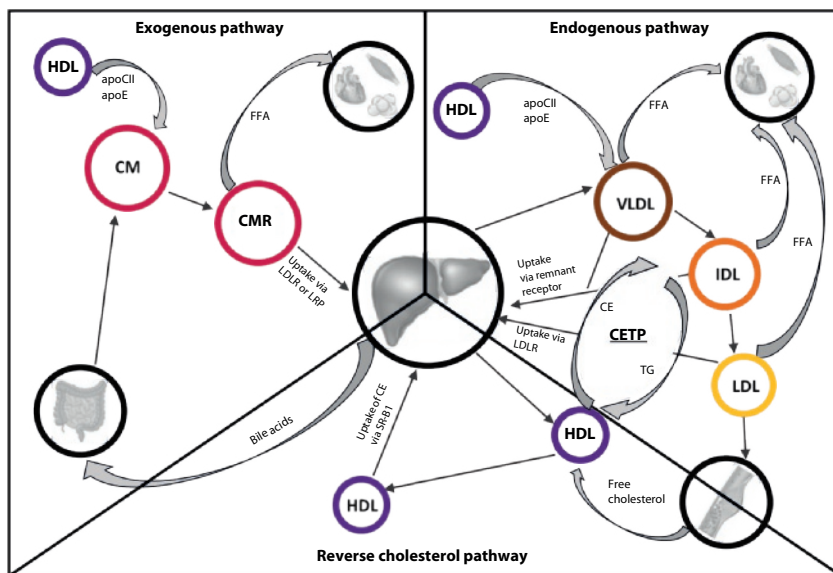 Exogenous pathway
HDL
apoCII
apoE
FFA
CM
CMR
Uptake via
LDLR or LRP
Bile acids
Endogenous pathway
HDL
apoCII
apoE
FFA
VLDL
FFA
FFA
IDL
Uptake
via remnant
receptor
CE
CETP
Uptake via
LDLR
TG
LDL
HDL
Uptake of CE
via SR-B1
HDL
Free
cholesterol
Reverse cholesterol pathway